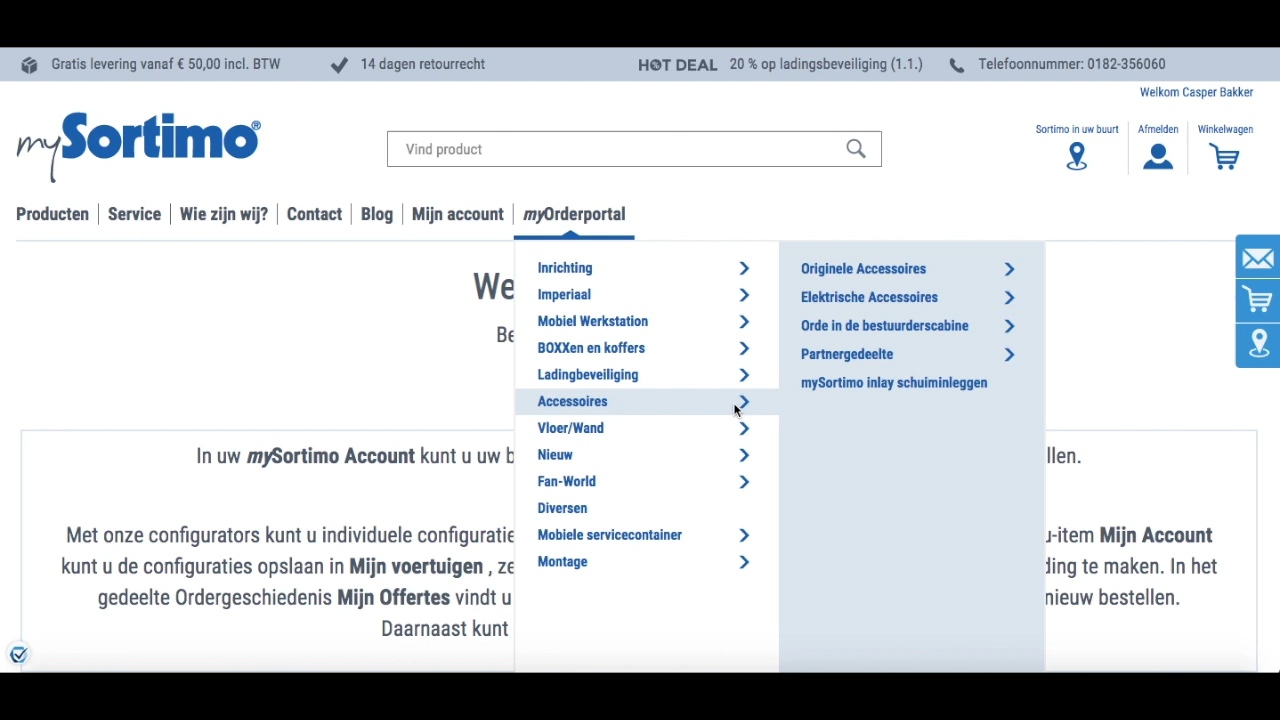 Gratis levering vanaf € 50,00 incl. BTW
14 dagen retourrecht
HOT DEAL 20 % op ladingsbeveiliging (1.1.)
Telefoonnummer: 0182-356060
Welkom Casper Bakker
mySortimo®
Vind product
Sortimo in uw buurt
Afmelden
Winkelwagen
Producten
Service
Wie zijn wij?
Contact
Blog
Mijn account
myOrderportal
We
Be
Inrichting
Imperiaal
Mobiel Werkstation
BOXXen en koffers
Ladingbeveiliging
Accessoires
Vloer/Wand
Nieuw
Fan-World
Diversen
Mobiele servicecontainer
Montage
Originele Accessoires
Elektrische Accessoires
Orde in de bestuurderscabine
Partnergedeelte
mySortimo inlay schuiminleggen
In uw mySortimo Account kunt u uw b
llen.
Met onze configurators kunt u individuele configuratie
u-item Mijn Account
kunt u de configuraties opslaan in Mijn voertuigen , ze
ding te maken. In het
gedeelte Ordergeschiedenis Mijn Offertes vindt u
nieuw bestellen.
Daarnaast kunt